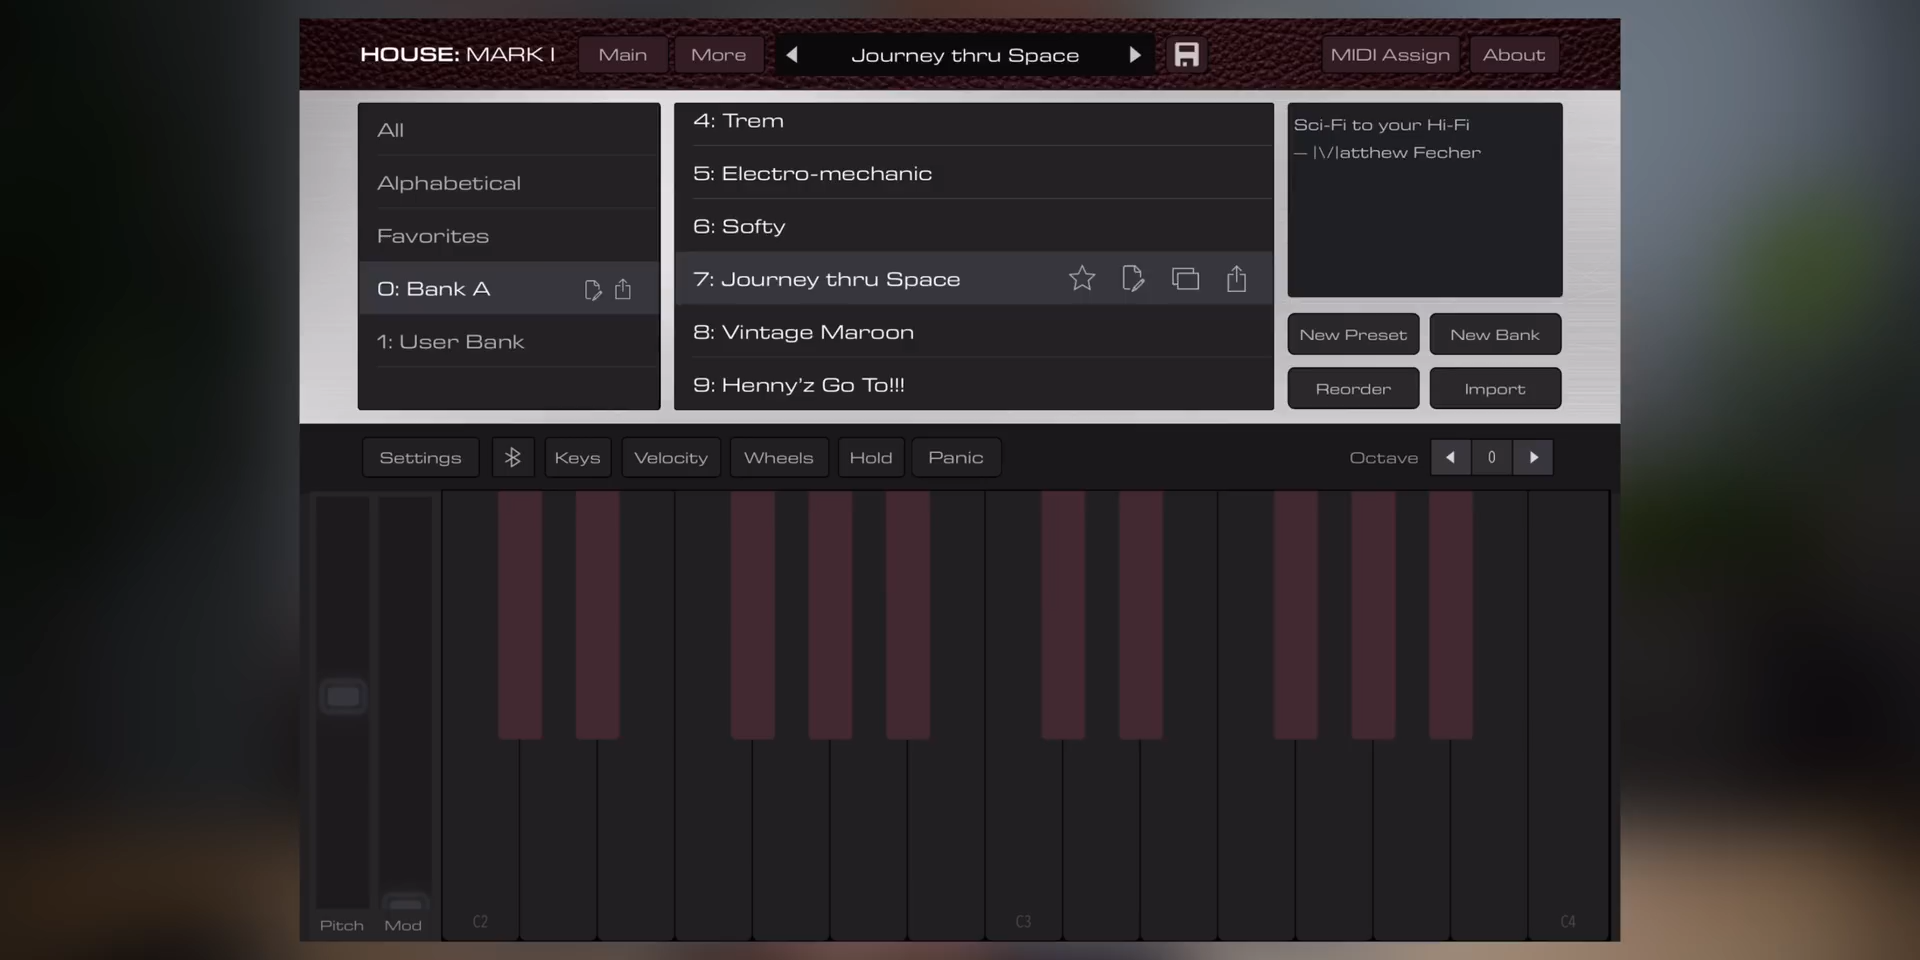 HOUSE: MARK I
Main
More
Journey thru Space
MIDI Assign
About
All
Alphabetical
Favorites
0: Bank A
1: User Bank
4: Trem
5: Electro-mechanic
6: Softy
7: Journey thru Space
8: Vintage Maroon
9: Henny'z Go To!!!
Sci-Fi to your Hi-Fi
— |\/|atthew Fecher
New Preset
New Bank
Reorder
Import
Settings
Keys
Velocity
Wheels
Hold
Panic
Octave
0
Pitch
Mod
C2
C3
C4